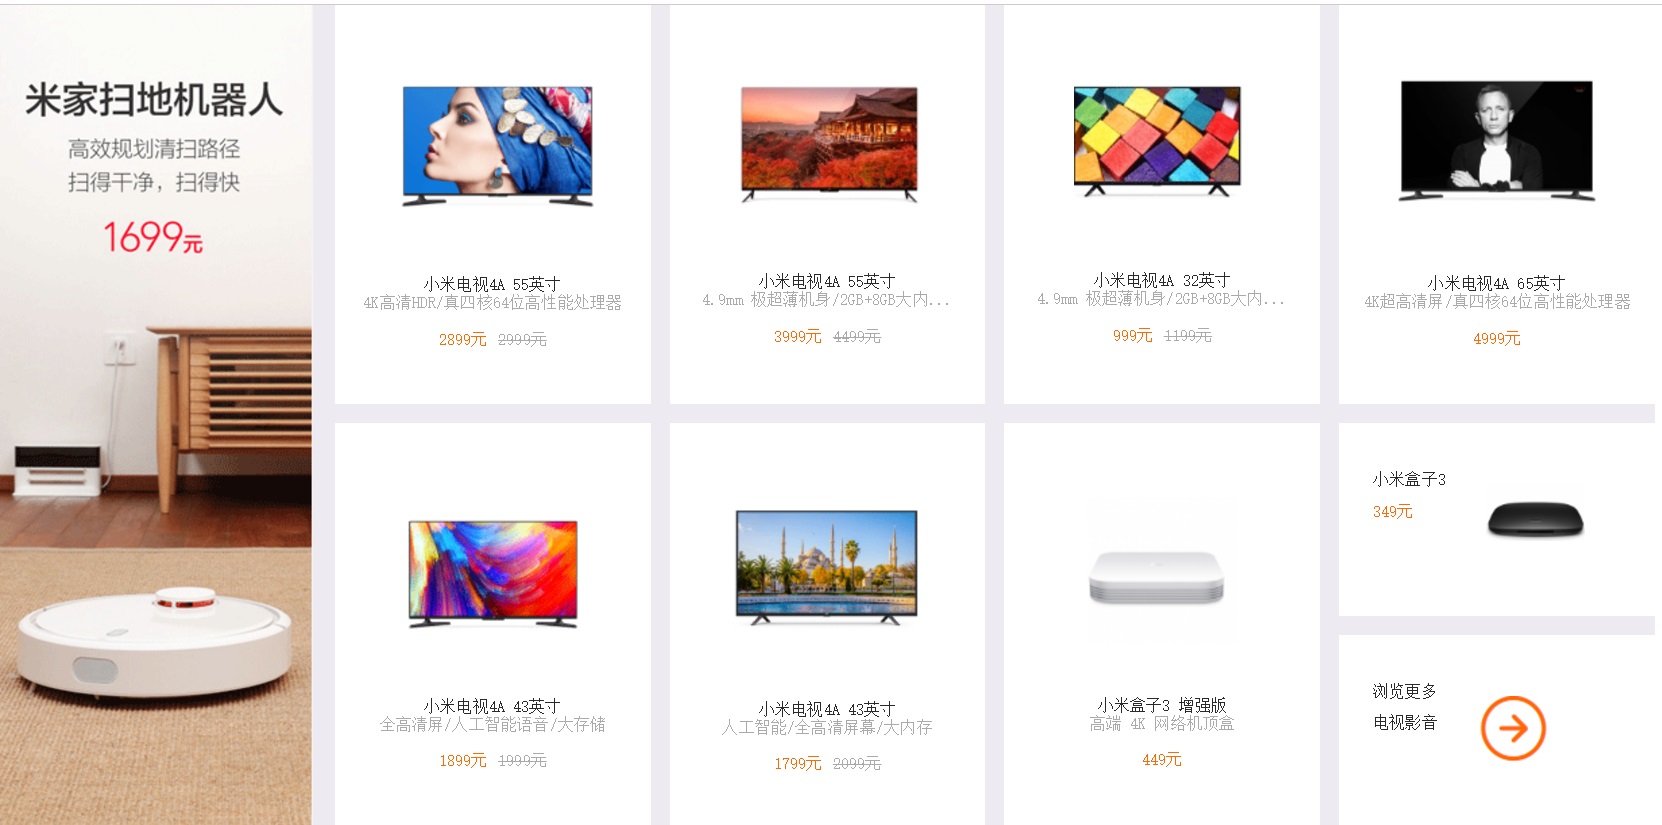 米家扫地机器人
高效规划清扫路径
扫得干净，扫得快
1699元
小米电视4A 55英寸
4K高清HDR/真四核64位高性能处理器
2899元 2999元
小米电视4A 55英寸
4.9mm 极超薄机身/2GB+8GB大内...
3999元 4499元
小米电视4A 32英寸
4.9mm 极超薄机身/2GB+8GB大内...
999元 1199元
小米电视4A 65英寸
4K超高清屏/真四核64位高性能处理器
4999元
小米电视4A 43英寸
全高清屏/人工智能语音/大存储
1899元 1999元
小米电视4A 43英寸
人工智能/全高清屏幕/大内存
1799元 2099元
小米盒子3 增强版
高端 4K 网络机顶盒
449元
小米盒子3
349元
浏览更多
电视影音